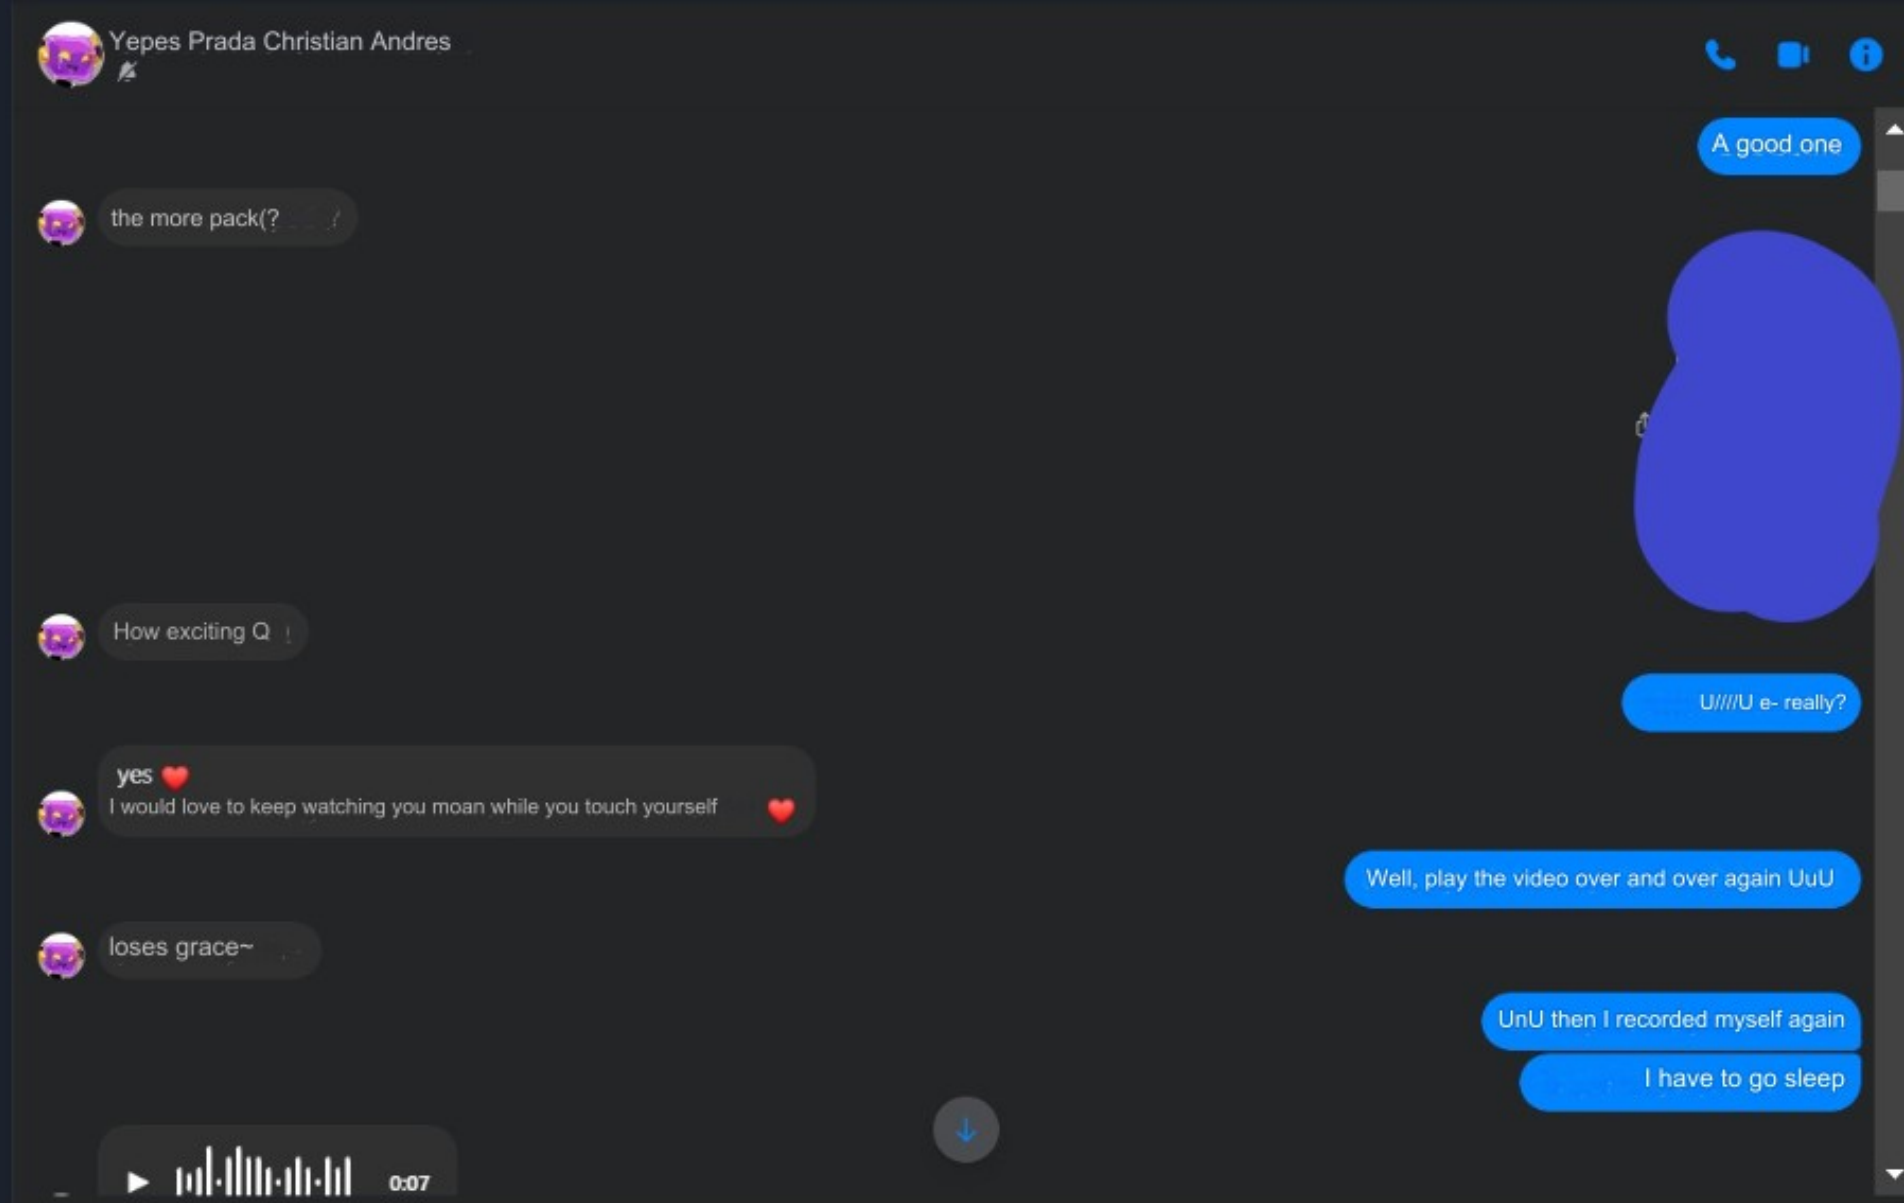 Yepes Prada Christian Andres
A good one
the more pack(?
How exciting Q
U////U e- really?
yes ❤️
I would love to keep watching you moan while you touch yourself ❤️
Well, play the video over and over again UuU
loses grace~
UnU then I recorded myself again
I have to go sleep
0:07